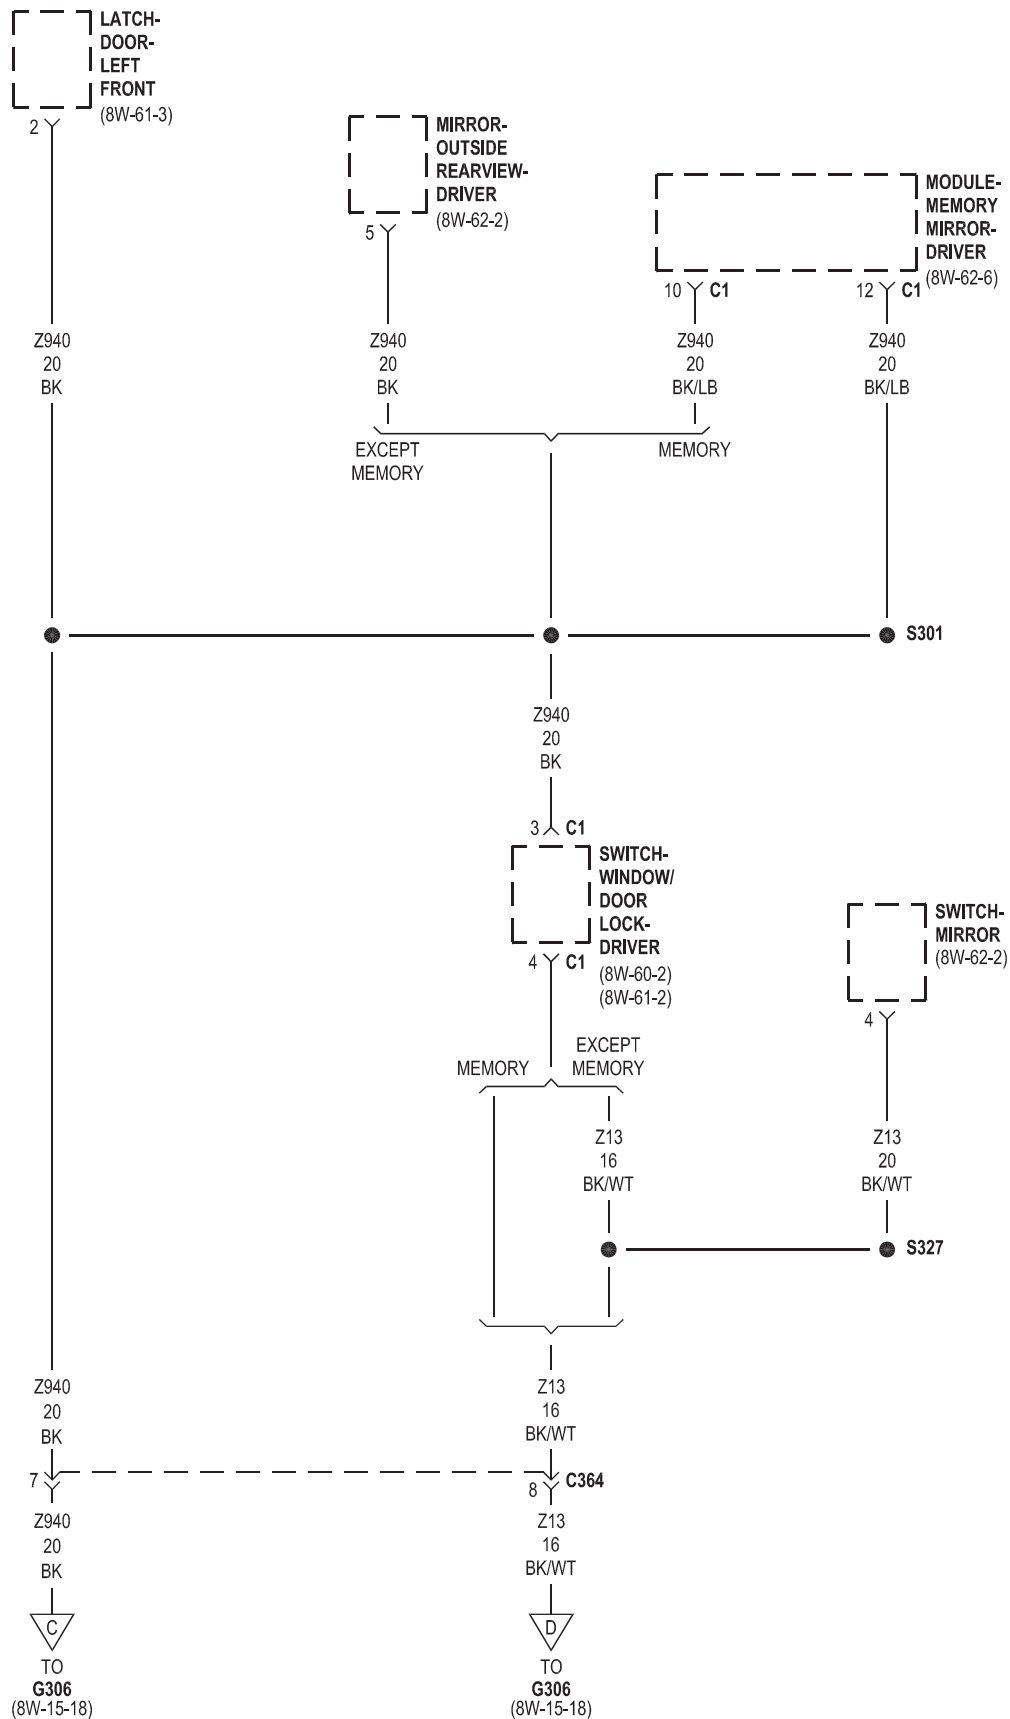 LATCH-
DOOR-
LEFT
FRONT
(8W-61-3)
2
MIRROR-
OUTSIDE
REARVIEW-
DRIVER
(8W-62-2)
5
MODULE-
MEMORY
MIRROR-
DRIVER
(8W-62-6)
10 C1
12 C1
Z940
20
BK
Z940
20
BK
Z940
20
BK/LB
Z940
20
BK/LB
EXCEPT
MEMORY
MEMORY
S301
Z940
20
BK
3 C1
SWITCH-
WINDOW/
DOOR
LOCK-
DRIVER
(8W-60-2)
(8W-61-2)
4 C1
SWITCH-
MIRROR
(8W-62-2)
4
MEMORY
EXCEPT
MEMORY
Z13
16
BK/WT
Z13
20
BK/WT
S327
Z940
20
BK
Z13
16
BK/WT
7
8
C364
Z940
20
BK
Z13
16
BK/WT
C
TO
G306
(8W-15-18)
D
TO
G306
(8W-15-18)